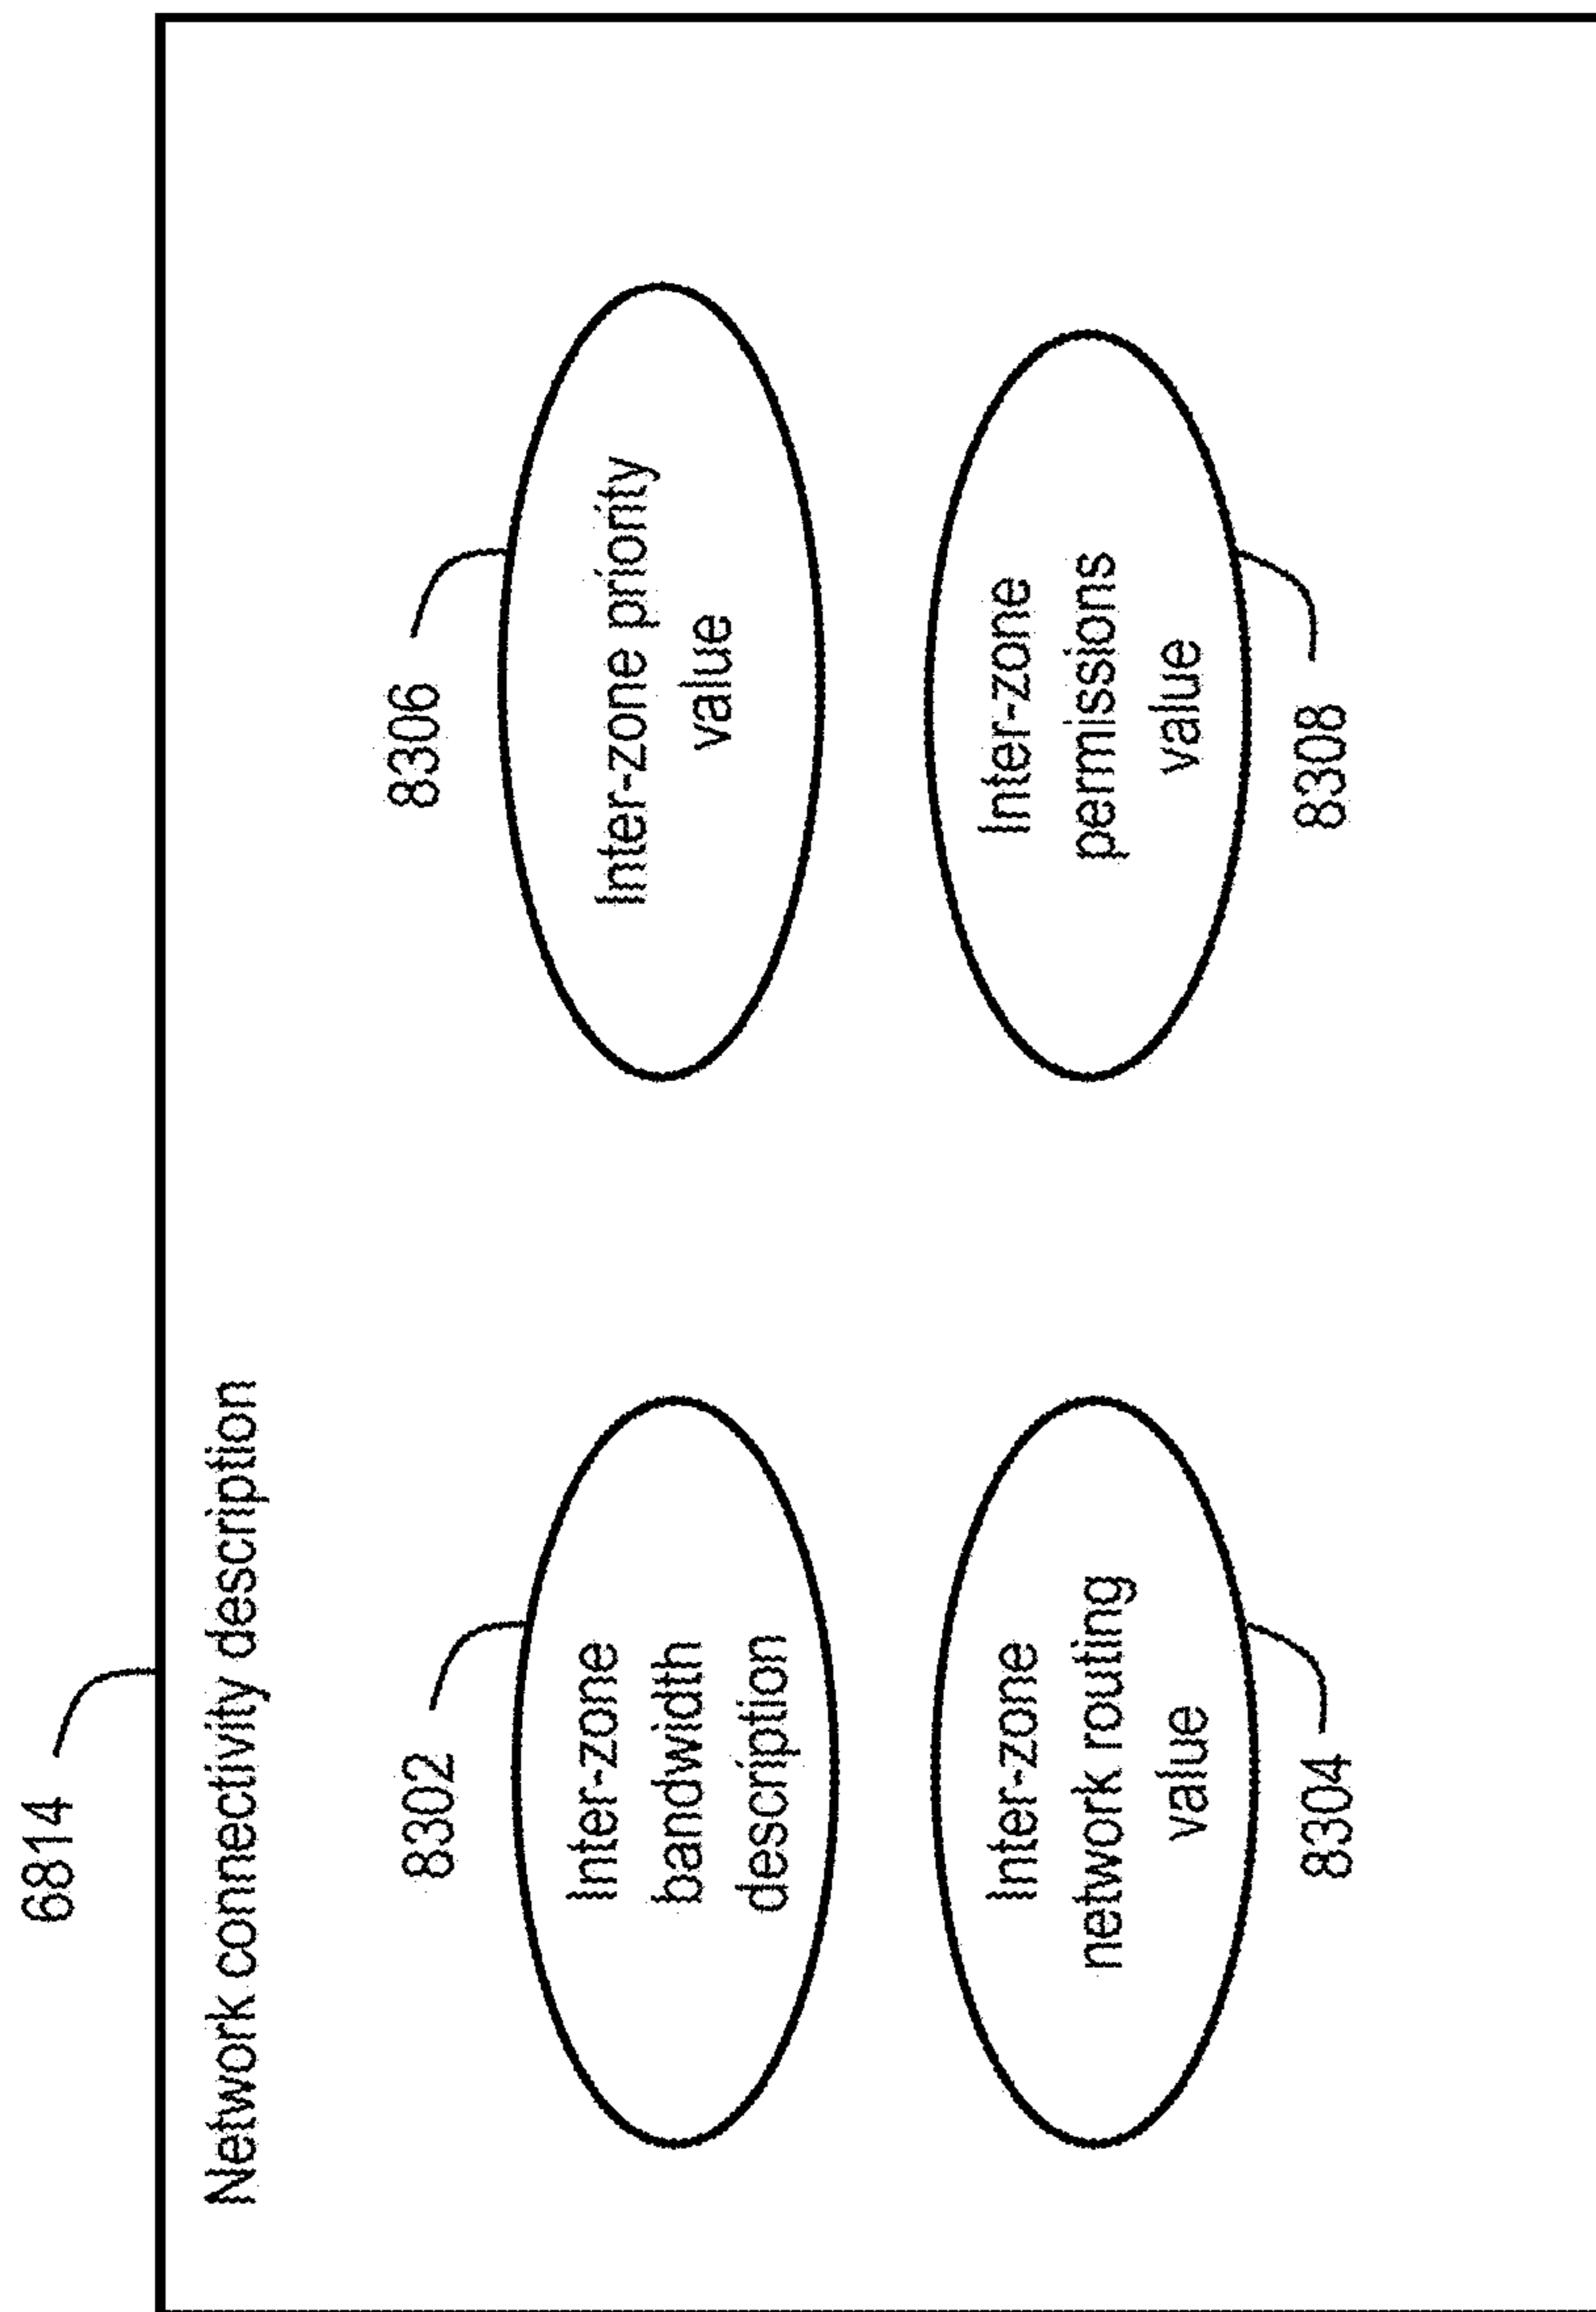 6814
Network connectivity description
8302
Inter-zone
bandwidth
description
8306
Inter-zone priority
value
Inter-zone
network routing
value
8304
Inter-zone
permissions
value
8308